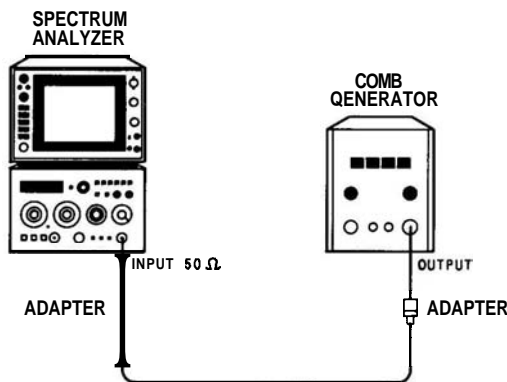 SPECTRUM
ANALYZER
COMB
QENERATOR
INPUT 50 Ω
OUTPUT
ADAPTER
ADAPTER